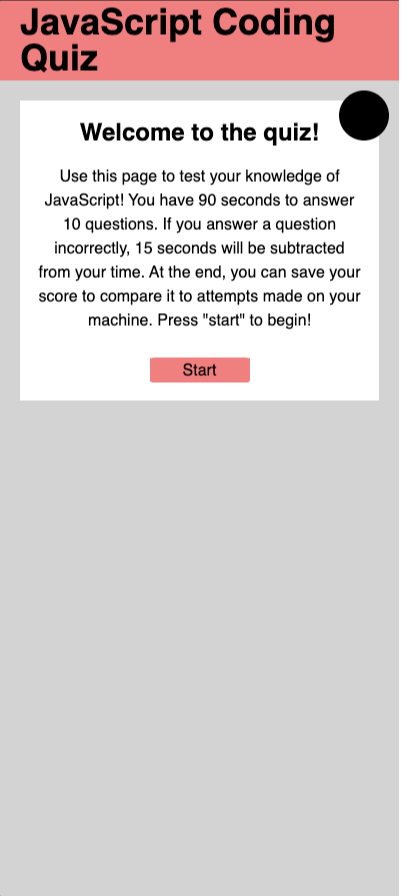 JavaScript Coding
Quiz
Welcome to the quiz!
Use this page to test your knowledge of
JavaScript! You have 90 seconds to answer
10 questions. If you answer a question
incorrectly, 15 seconds will be subtracted
from your time. At the end, you can save your
score to compare it to attempts made on your
machine. Press "start" to begin!
Start